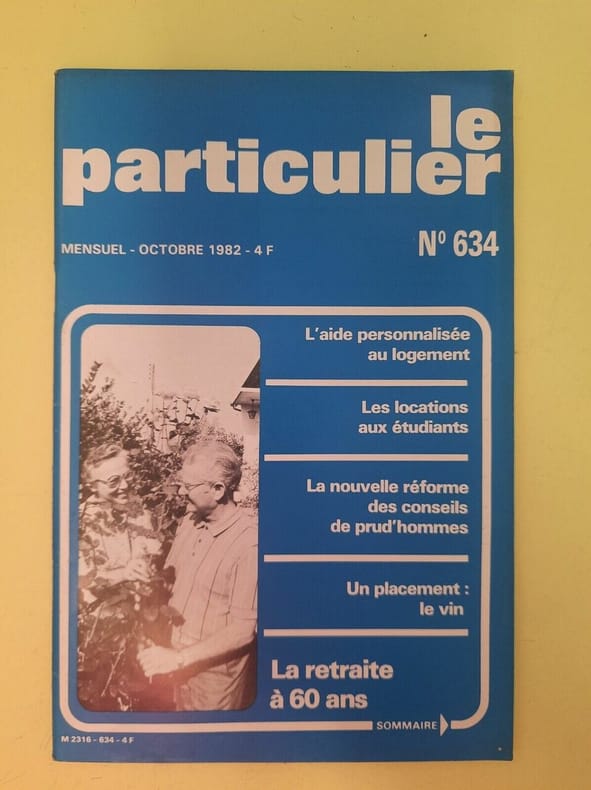 le
particulier
MENSUEL - OCTOBRE 1982 - 4 F
N° 634
L'aide personnalisée
au logement
Les locations
aux étudiants
La nouvelle réforme
des conseils
de prud'hommes
Un placement :
le vin
La retraite
à 60 ans
SOMMAIRE
M 2316 - 634 - 4 F